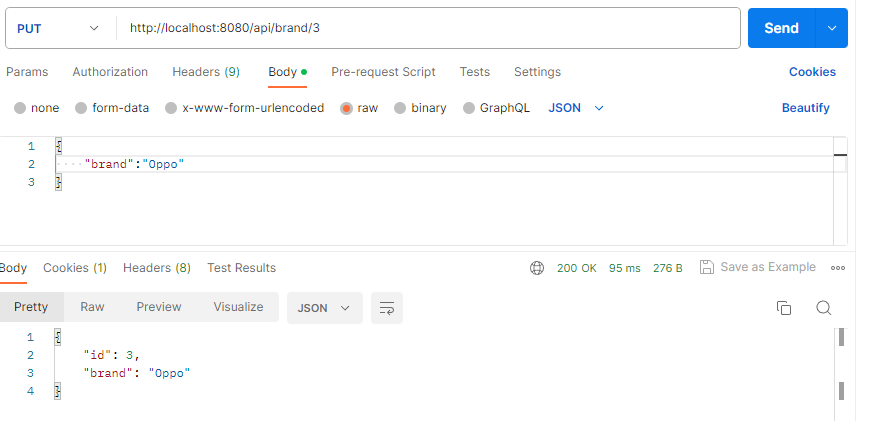 PUT http://localhost:8080/api/brand/3 Send
Params Authorization Headers (9) Body Pre-request Script Tests Settings Cookies
none form-data x-www-form-urlencoded raw binary GraphQL JSON Beautify
1 {
2 ····"brand":"Oppo"
3 }
Body Cookies (1) Headers (8) Test Results 200 OK 95 ms 276 B Save as Example
Pretty Raw Preview Visualize JSON
1 {
2 "id": 3,
3 "brand": "Oppo"
4 }